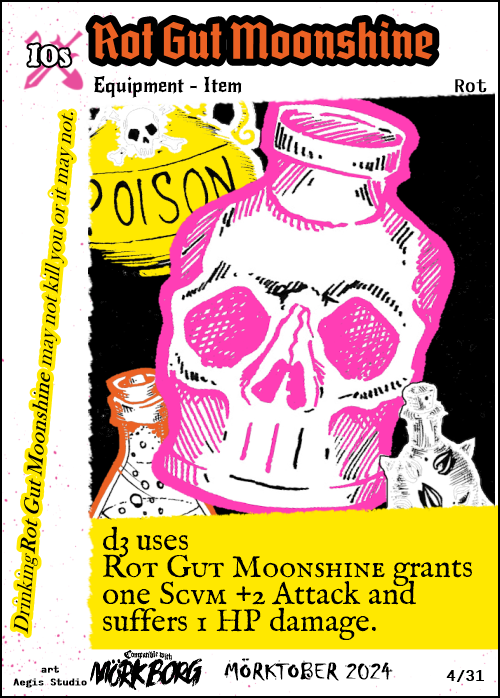 10s
Rot Gut Moonshine
Equipment - Item
Rot
Drinking Rot Gut Moonshine may not kill you or it may not.
POISON
d3 uses
Rot Gut Moonshine grants
one Scvm +2 Attack and
suffers 1 HP damage.
art
Aegis Studio
Compatible with
MÖRK BORG
MÖRKTOBER 2024
4/31